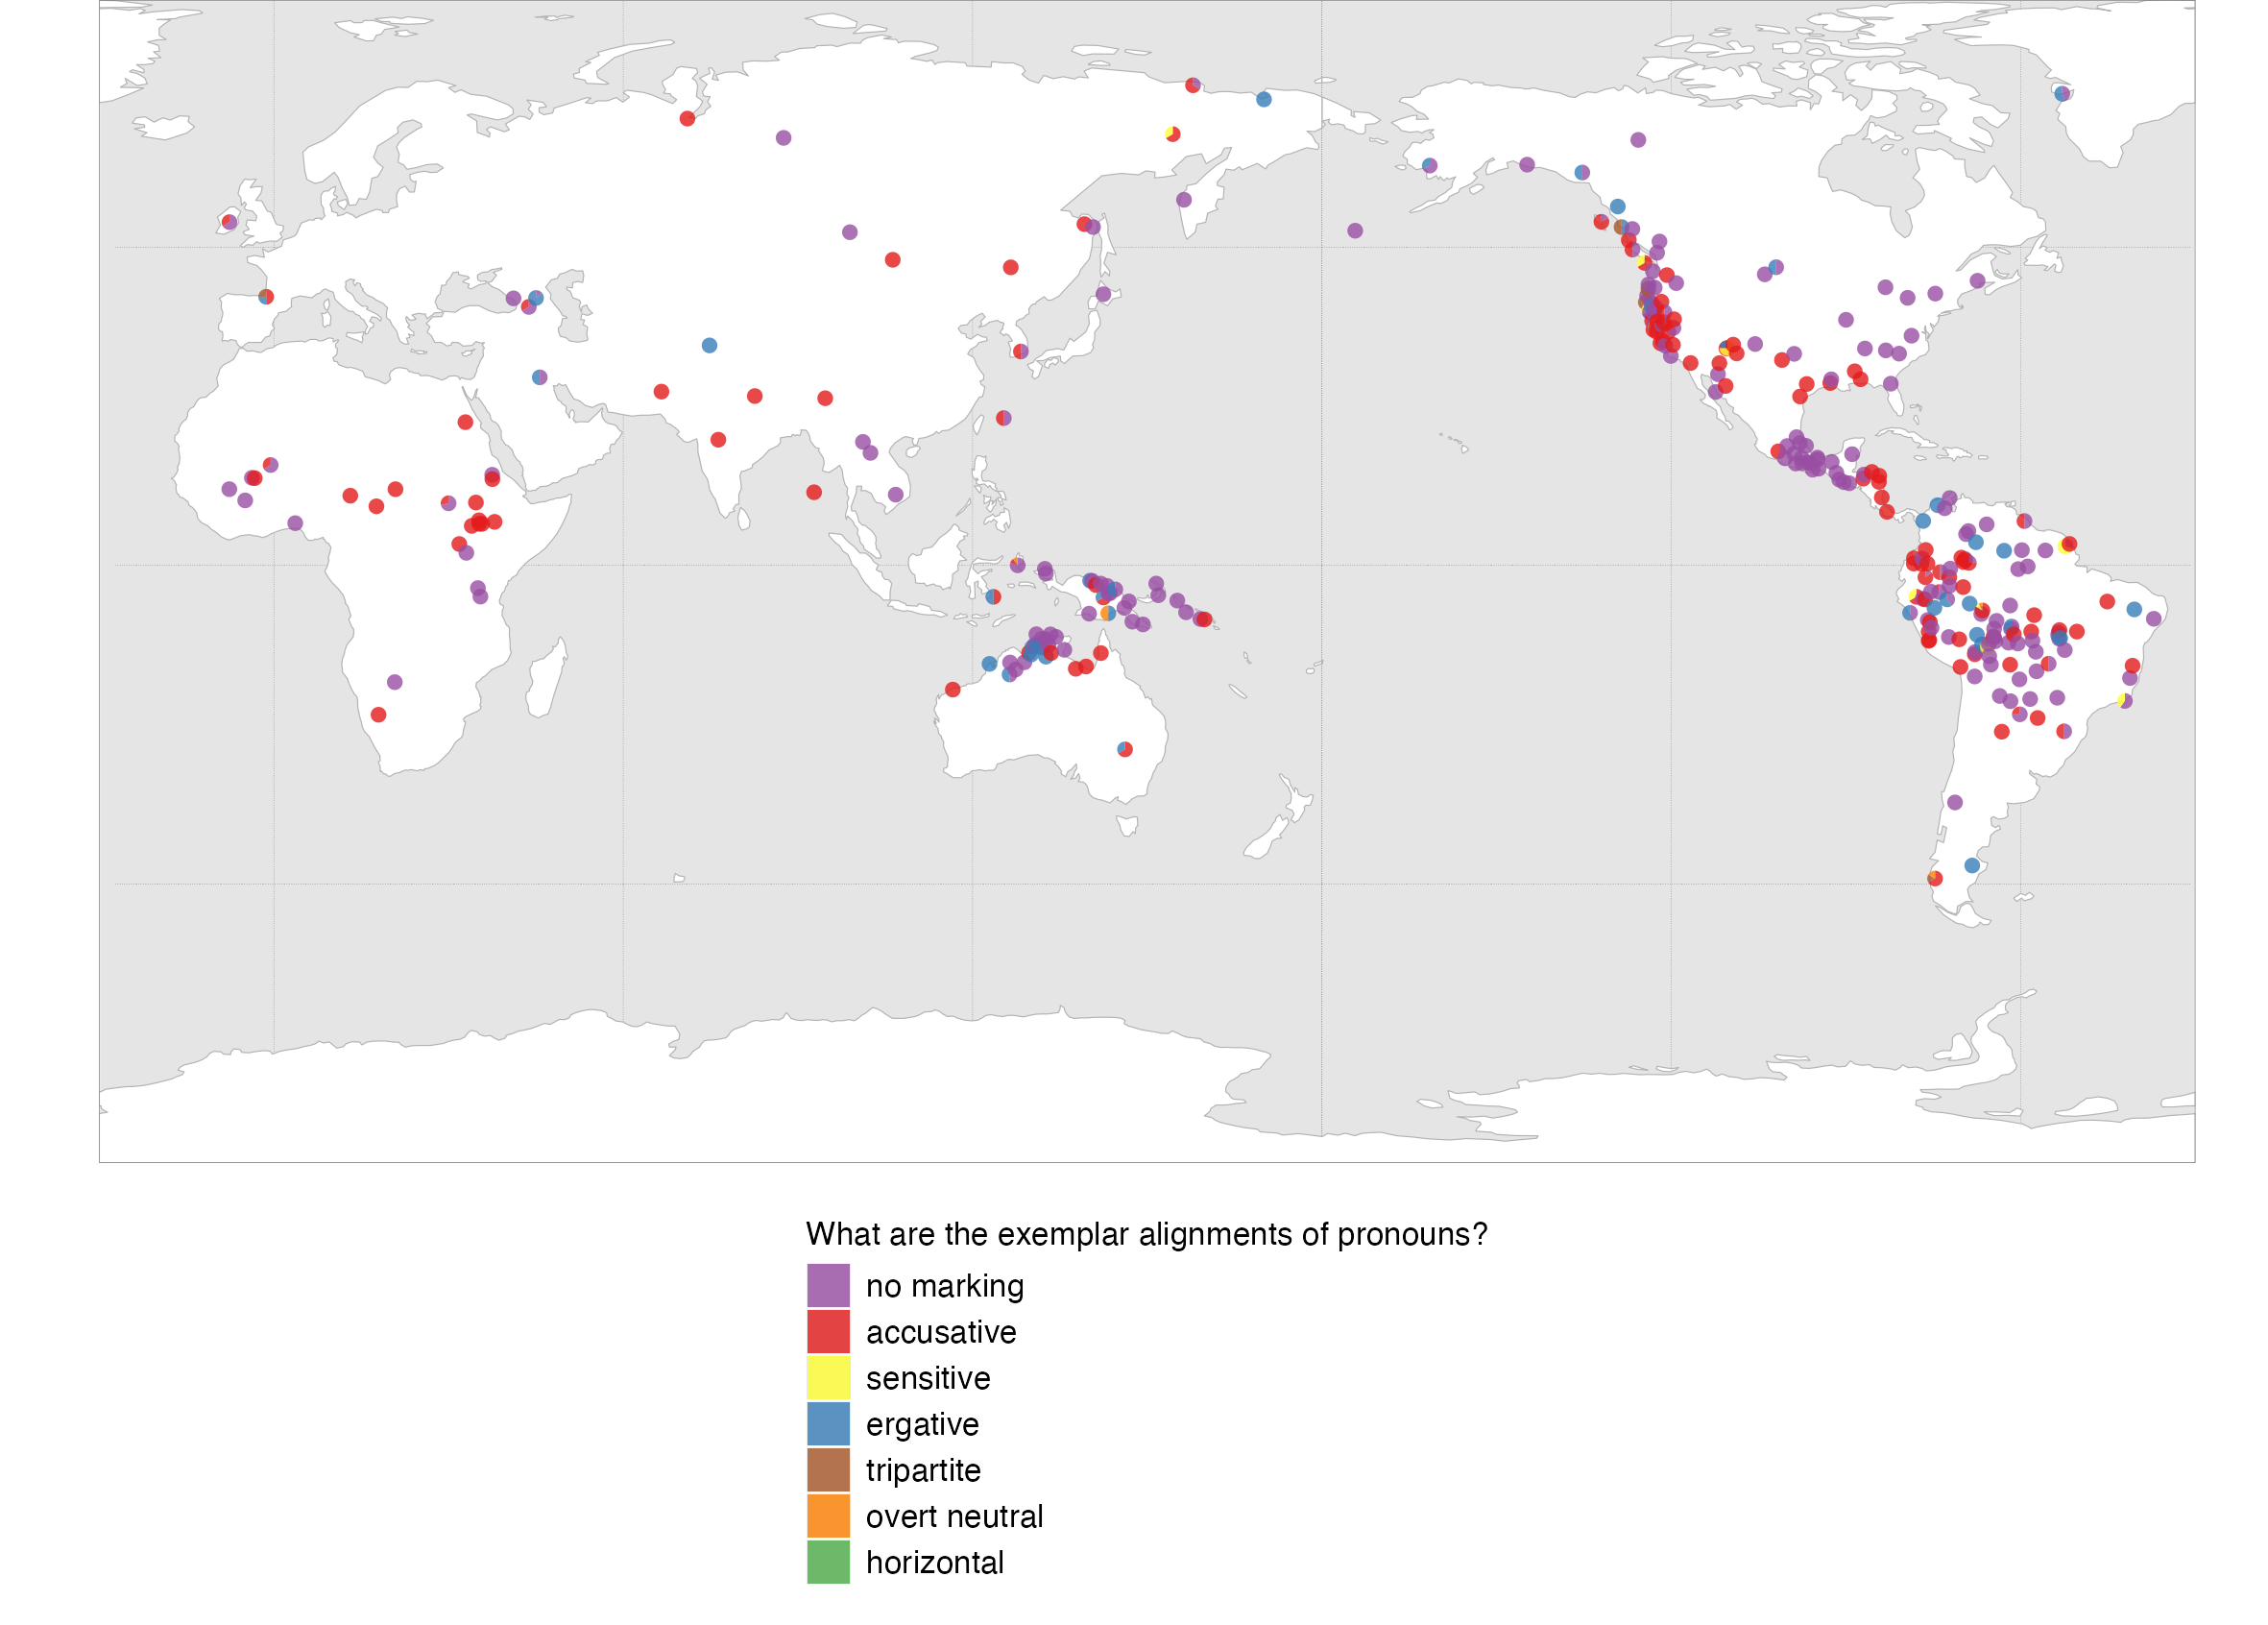 What are the exemplar alignments of pronouns?
no marking
accusative
sensitive
ergative
tripartite
overt neutral
horizontal